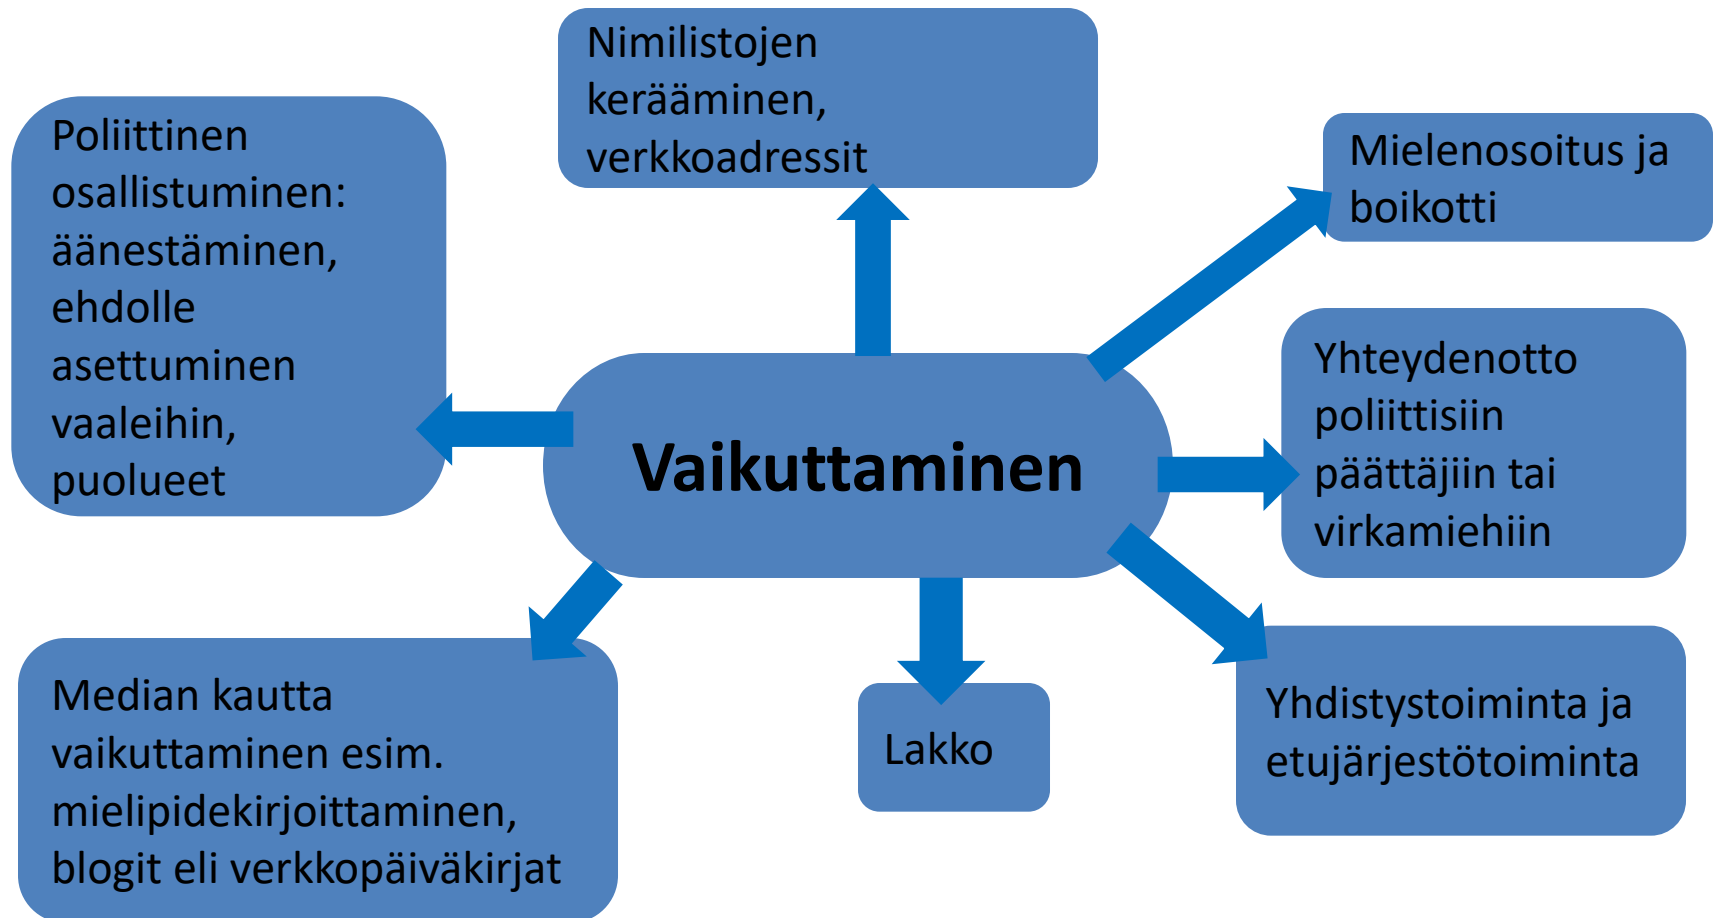 Nimilistojen
kerääminen,
verkkoadressit
Poliittinen
osallistuminen:
äänestäminen,
ehdolle
asettuminen
vaaleihin,
puolueet
Mielenosoitus ja
boikotti
Yhteydenotto
poliittisiin
päättäjiin tai
virkamiehiin
Vaikuttaminen
Median kautta
vaikuttaminen esim.
mielipidekirjoittaminen,
blogit eli verkkopäiväkirjat
Lakko
Yhdistystoiminta ja
etujärjestötoiminta